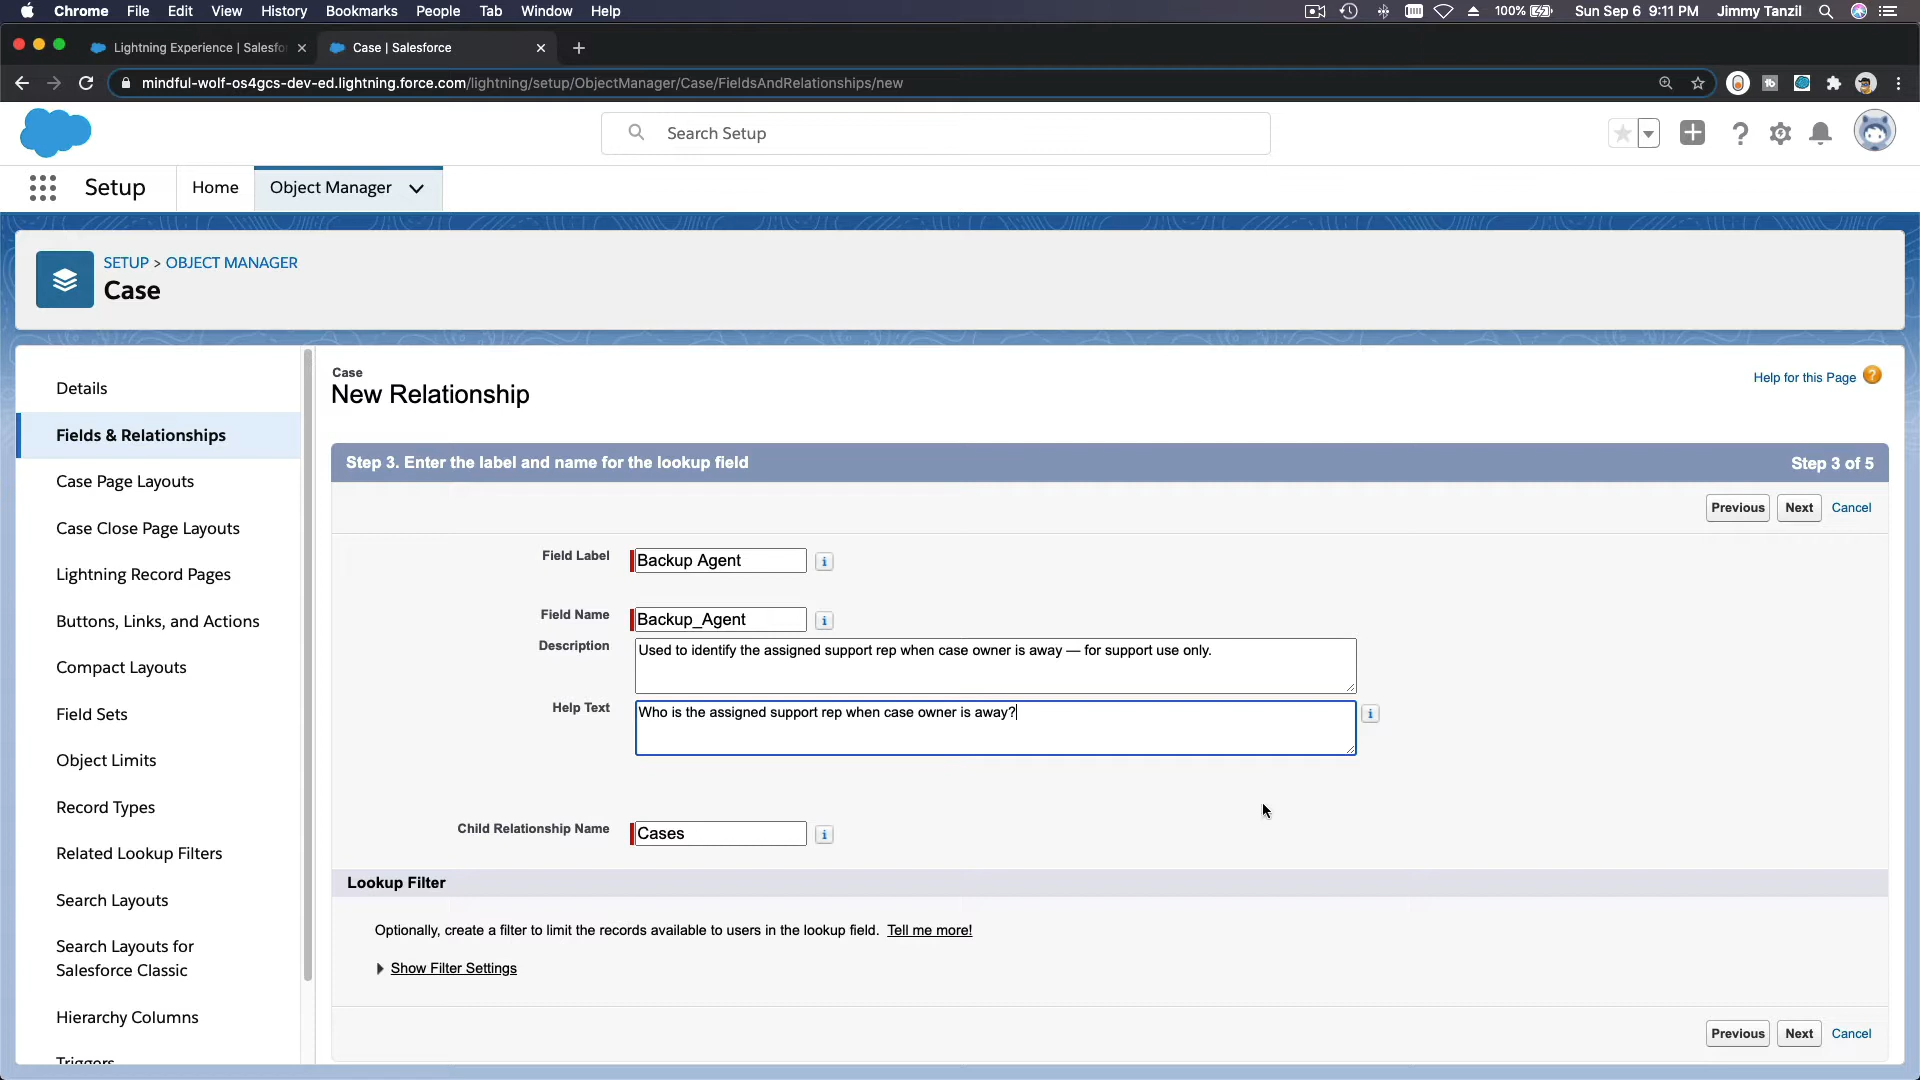 Chrome File Edit View History Bookmarks People Tab Window Help 100% Sun Sep 6 9:11 PM Jimmy Tanzil
Lightning Experience | Salesfo Case | Salesforce
mindful-wolf-os4gcs-dev-ed.lightning.force.com/lightning/setup/ObjectManager/Case/FieldsAndRelationships/new
Search Setup
Setup Home Object Manager
SETUP > OBJECT MANAGER
Case
Details
Fields & Relationships
Case Page Layouts
Case Close Page Layouts
Lightning Record Pages
Buttons, Links, and Actions
Compact Layouts
Field Sets
Object Limits
Record Types
Related Lookup Filters
Search Layouts
Search Layouts for
Salesforce Classic
Hierarchy Columns
Triggers
Case
New Relationship
Help for this Page ?
Step 3. Enter the label and name for the lookup field Step 3 of 5
Previous Next Cancel
Field Label Backup Agent i
Field Name Backup_Agent i
Description Used to identify the assigned support rep when case owner is away — for support use only.
Help Text Who is the assigned support rep when case owner is away? i
Child Relationship Name Cases i
Lookup Filter
Optionally, create a filter to limit the records available to users in the lookup field. Tell me more!
Show Filter Settings
Previous Next Cancel